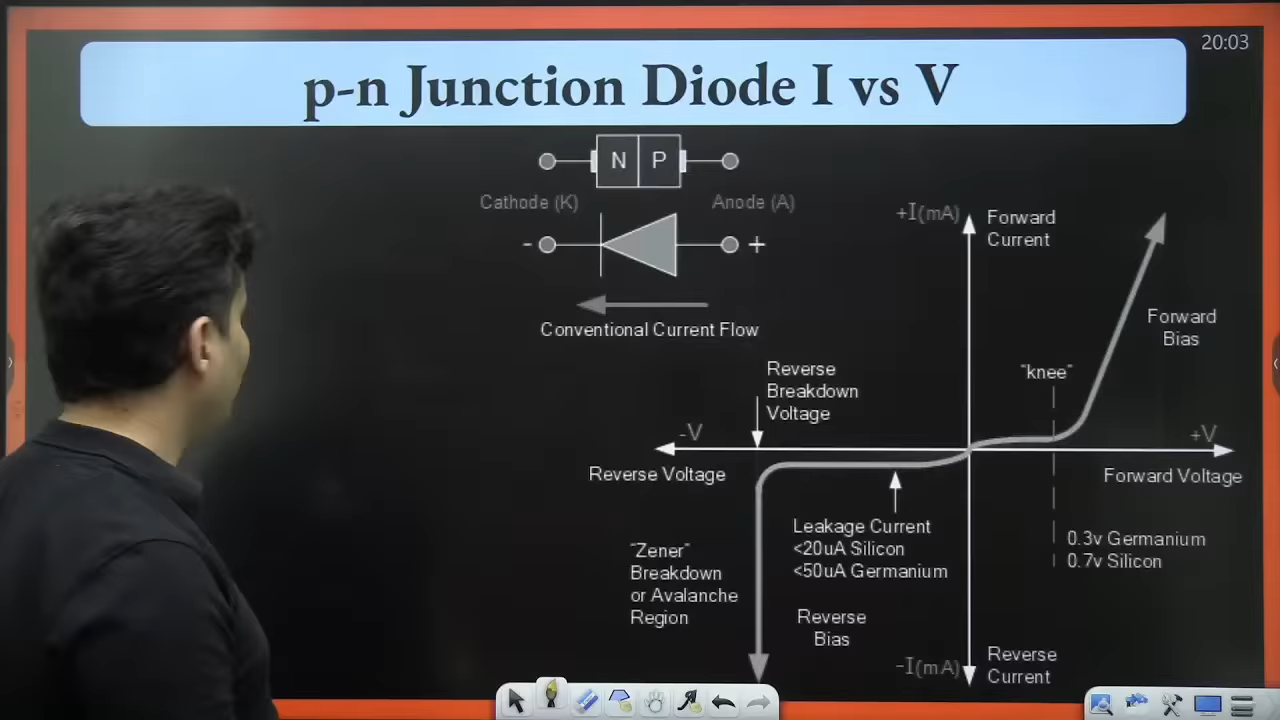 20:03
p-n Junction Diode I vs V
N P
Cathode (K)
Anode (A)
- +
Conventional Current Flow
+I(mA)
Forward
Current
Forward
Bias
"knee"
Reverse
Breakdown
Voltage
-V
+V
Reverse Voltage
Forward Voltage
Leakage Current
<20uA Silicon
<50uA Germanium
0.3v Germanium
0.7v Silicon
"Zener"
Breakdown
or Avalanche
Region
Reverse
Bias
-I(mA)
Reverse
Current